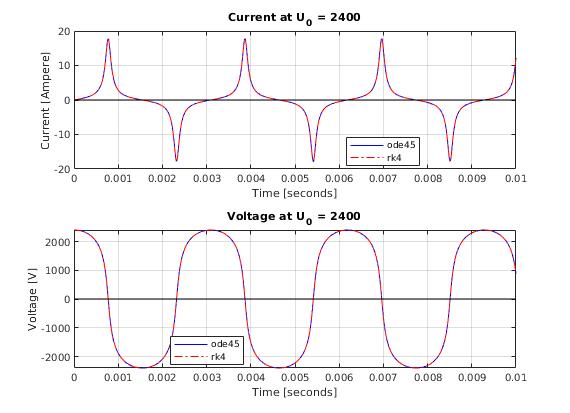 Current at U0 = 2400
20
10
0
-10
-20
Current [Ampere]
ode45
rk4
0 0.001 0.002 0.003 0.004 0.005 0.006 0.007 0.008 0.009 0.01
Time [seconds]
Voltage at U0 = 2400
2000
1000
0
-1000
-2000
Voltage [V]
ode45
rk4
0 0.001 0.002 0.003 0.004 0.005 0.006 0.007 0.008 0.009 0.01
Time [seconds]